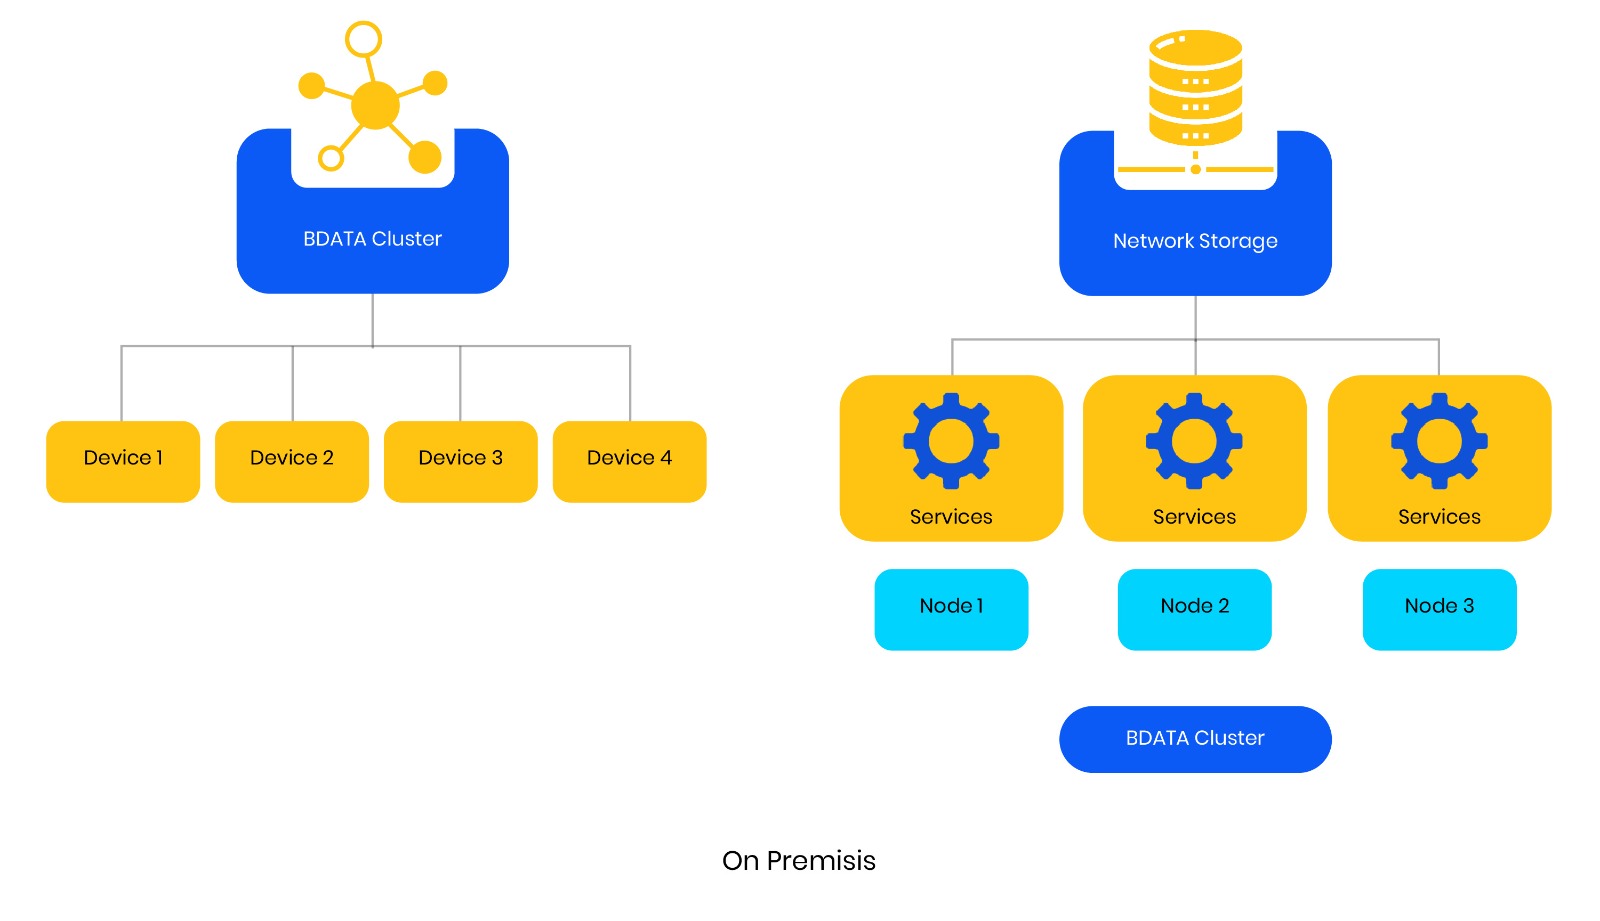 BDATA Cluster
Device 1
Device 2
Device 3
Device 4
Network Storage
Services
Services
Services
Node 1
Node 2
Node 3
BDATA Cluster
On Premisis